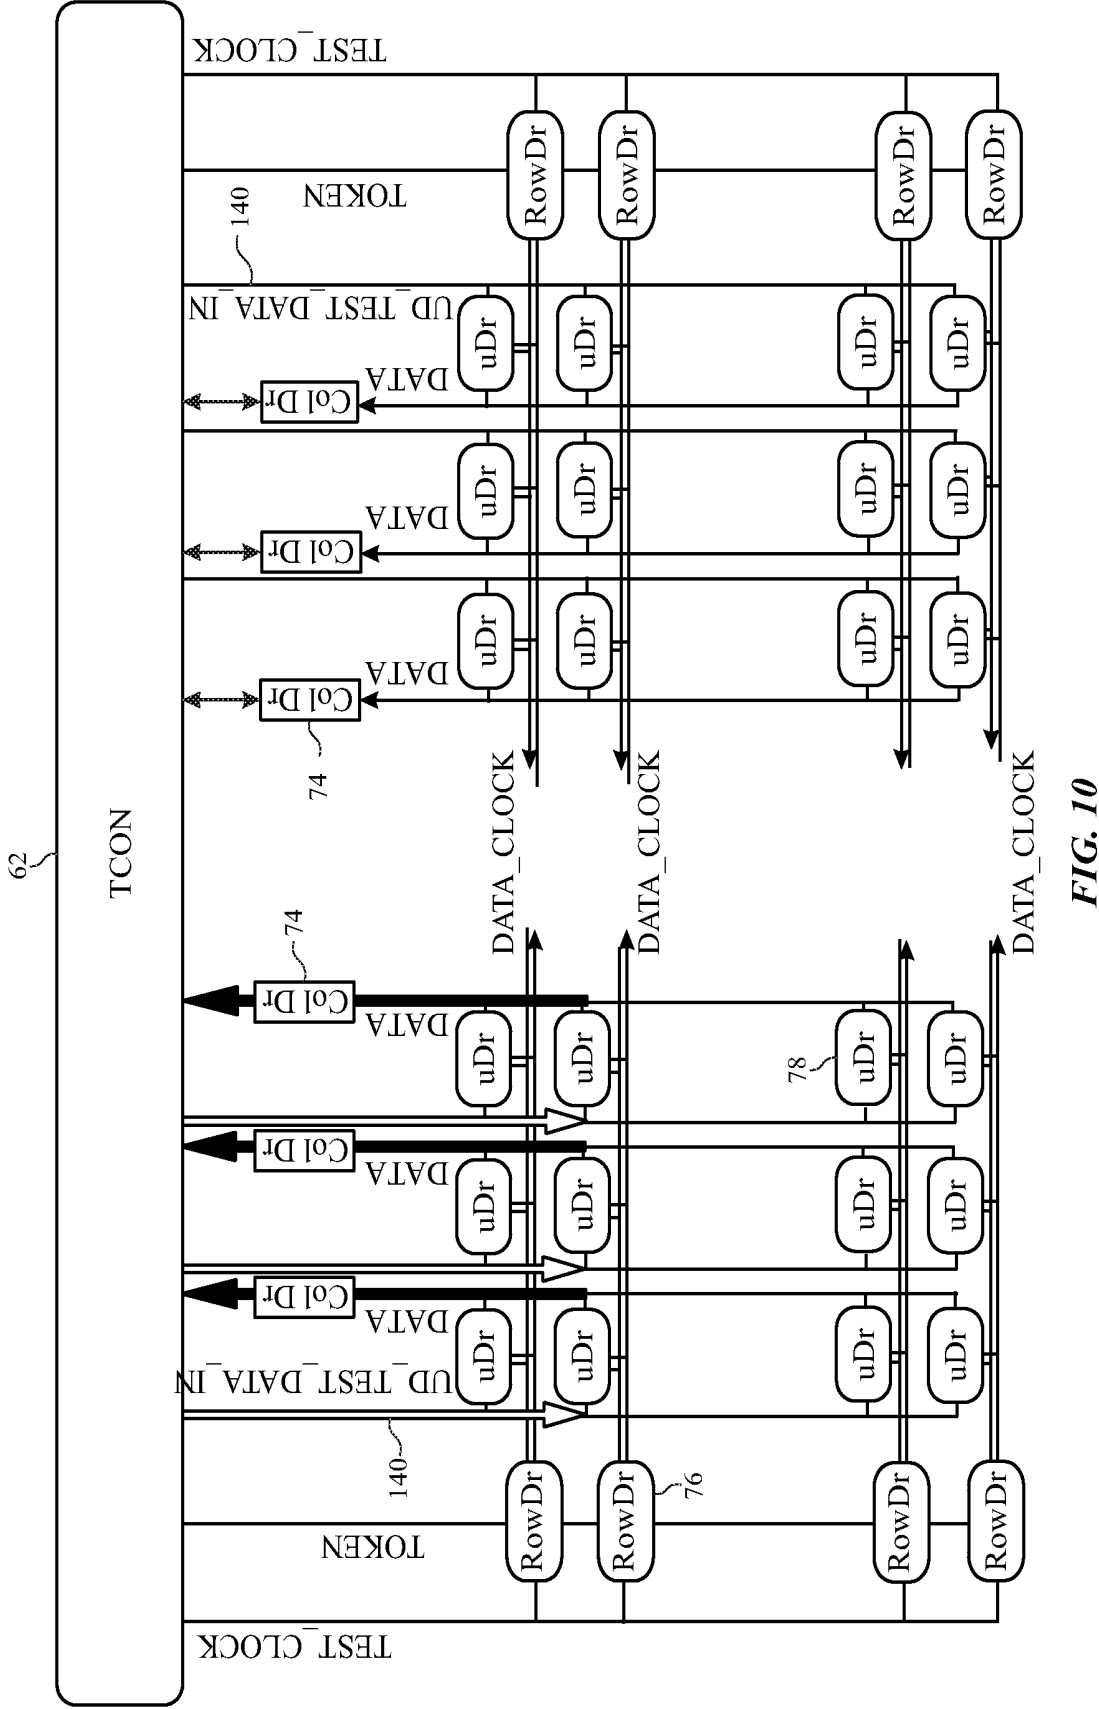 62
TCON
74
74
140
Col Dr
Col Dr
Col Dr
Col Dr
Col Dr
Col Dr
TEST_CLOCK
TOKEN
140
UD_TEST_DATA_IN
DATA
DATA
DATA
DATA
DATA
DATA
UD_TEST_DATA_IN
TOKEN
TEST_CLOCK
uDr
uDr
uDr
uDr
uDr
uDr
RowDr
DATA_CLOCK
RowDr
uDr
uDr
uDr
uDr
uDr
uDr
RowDr
DATA_CLOCK
RowDr
76
78
uDr
uDr
uDr
uDr
uDr
uDr
RowDr
RowDr
uDr
uDr
uDr
uDr
uDr
uDr
RowDr
DATA_CLOCK
RowDr
FIG. 10